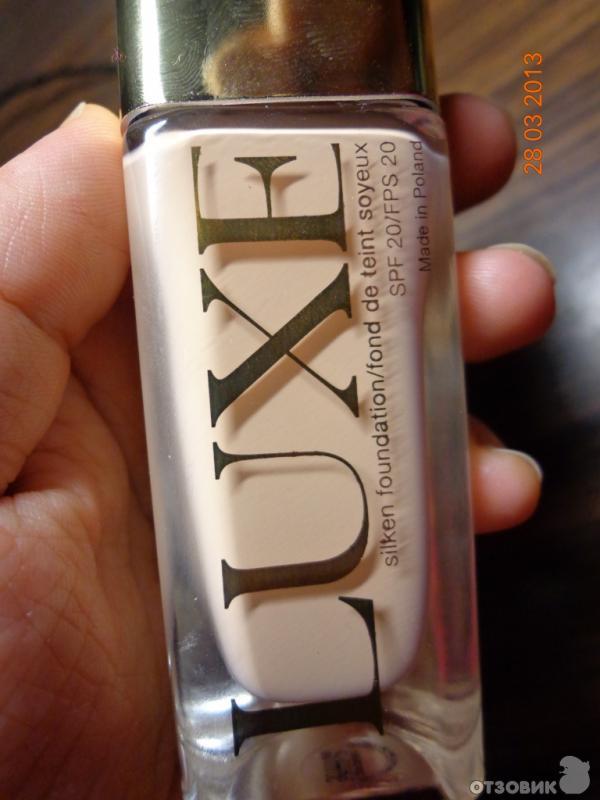 LUXE
silken foundation/fond de teint soyeux
SPF 20/FPS 20
Made in Poland
28 03 2013
ОТЗОВИК